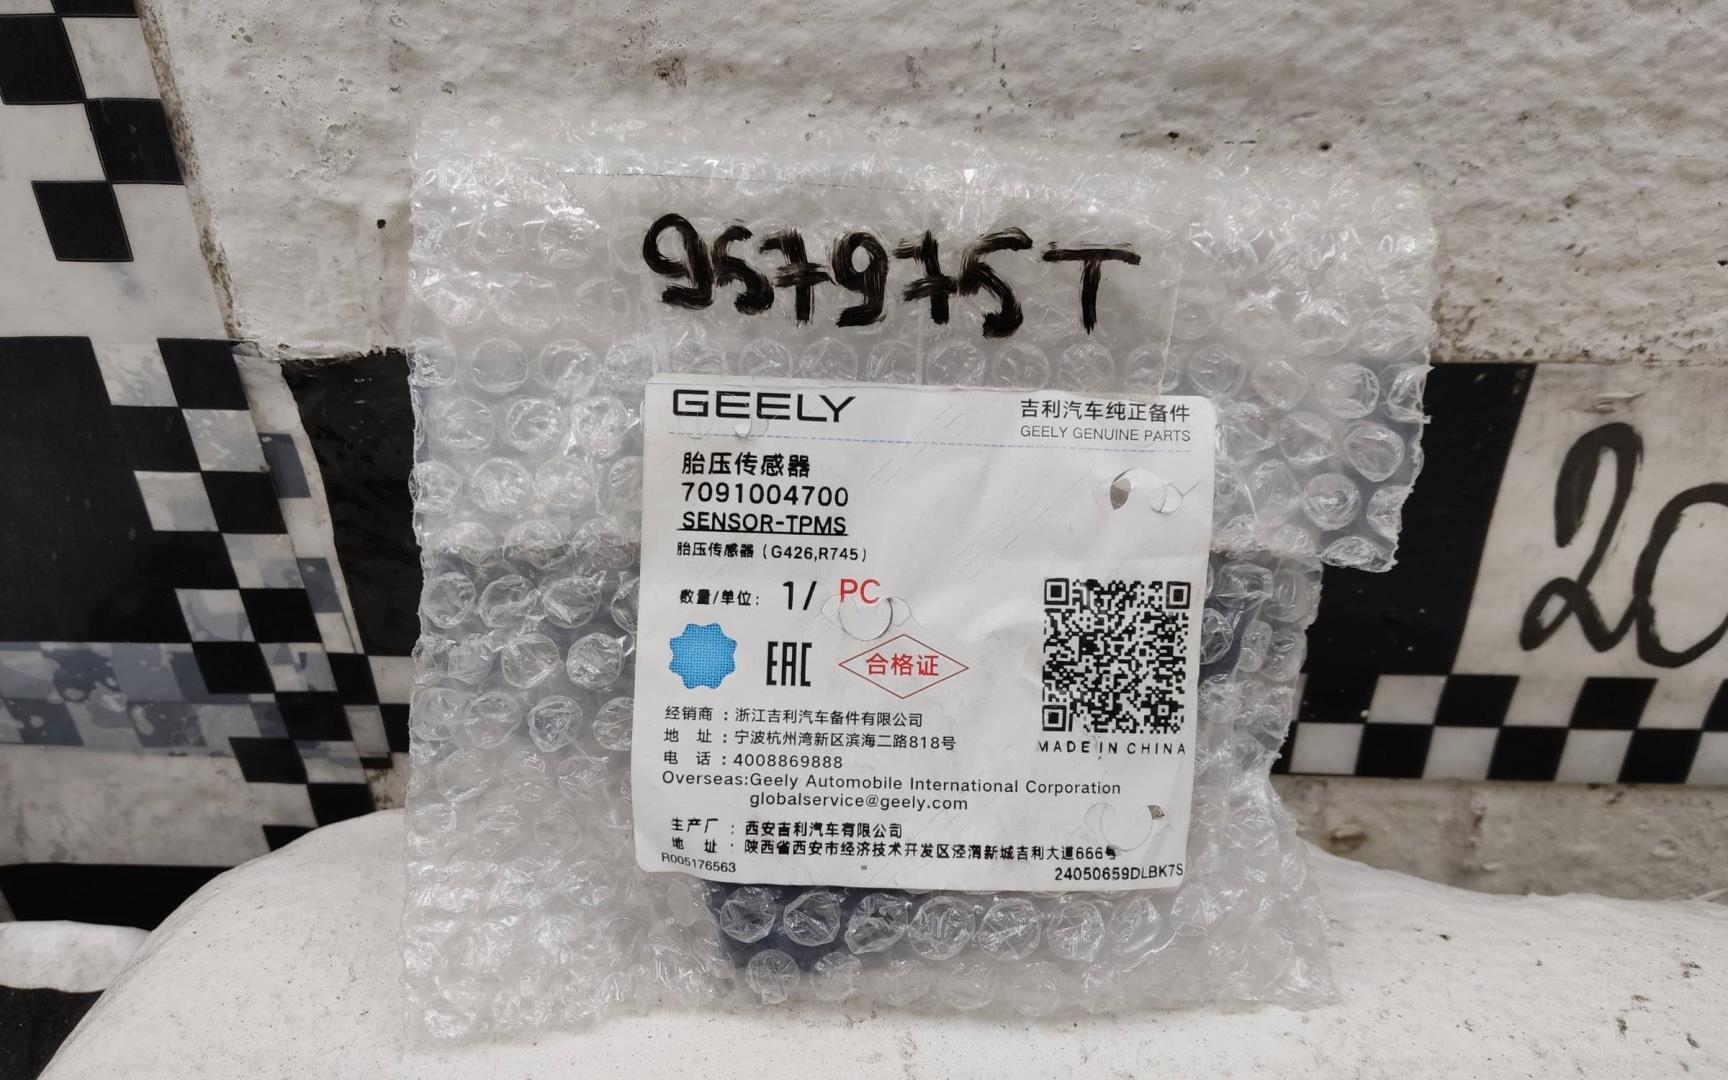 957975T
GEELY
吉利汽车纯正备件
GEELY GENUINE PARTS
胎压传感器
7091004700
SENSOR-TPMS
胎压传感器 (G426,R745)
数量/单位: 1/ PC
EAC
合格证
MADE IN CHINA
经销商 : 浙江吉利汽车备件有限公司
地 址 : 宁波杭州湾新区滨海二路818号
电 话 : 4008869888
Overseas:Geely Automobile International Corporation
globalservice@geely.com
生产厂 : 西安吉利汽车有限公司
地 址 : 陕西省西安市经济技术开发区泾渭新城吉利大道666号
R005176563
24050659DLBK7S
20